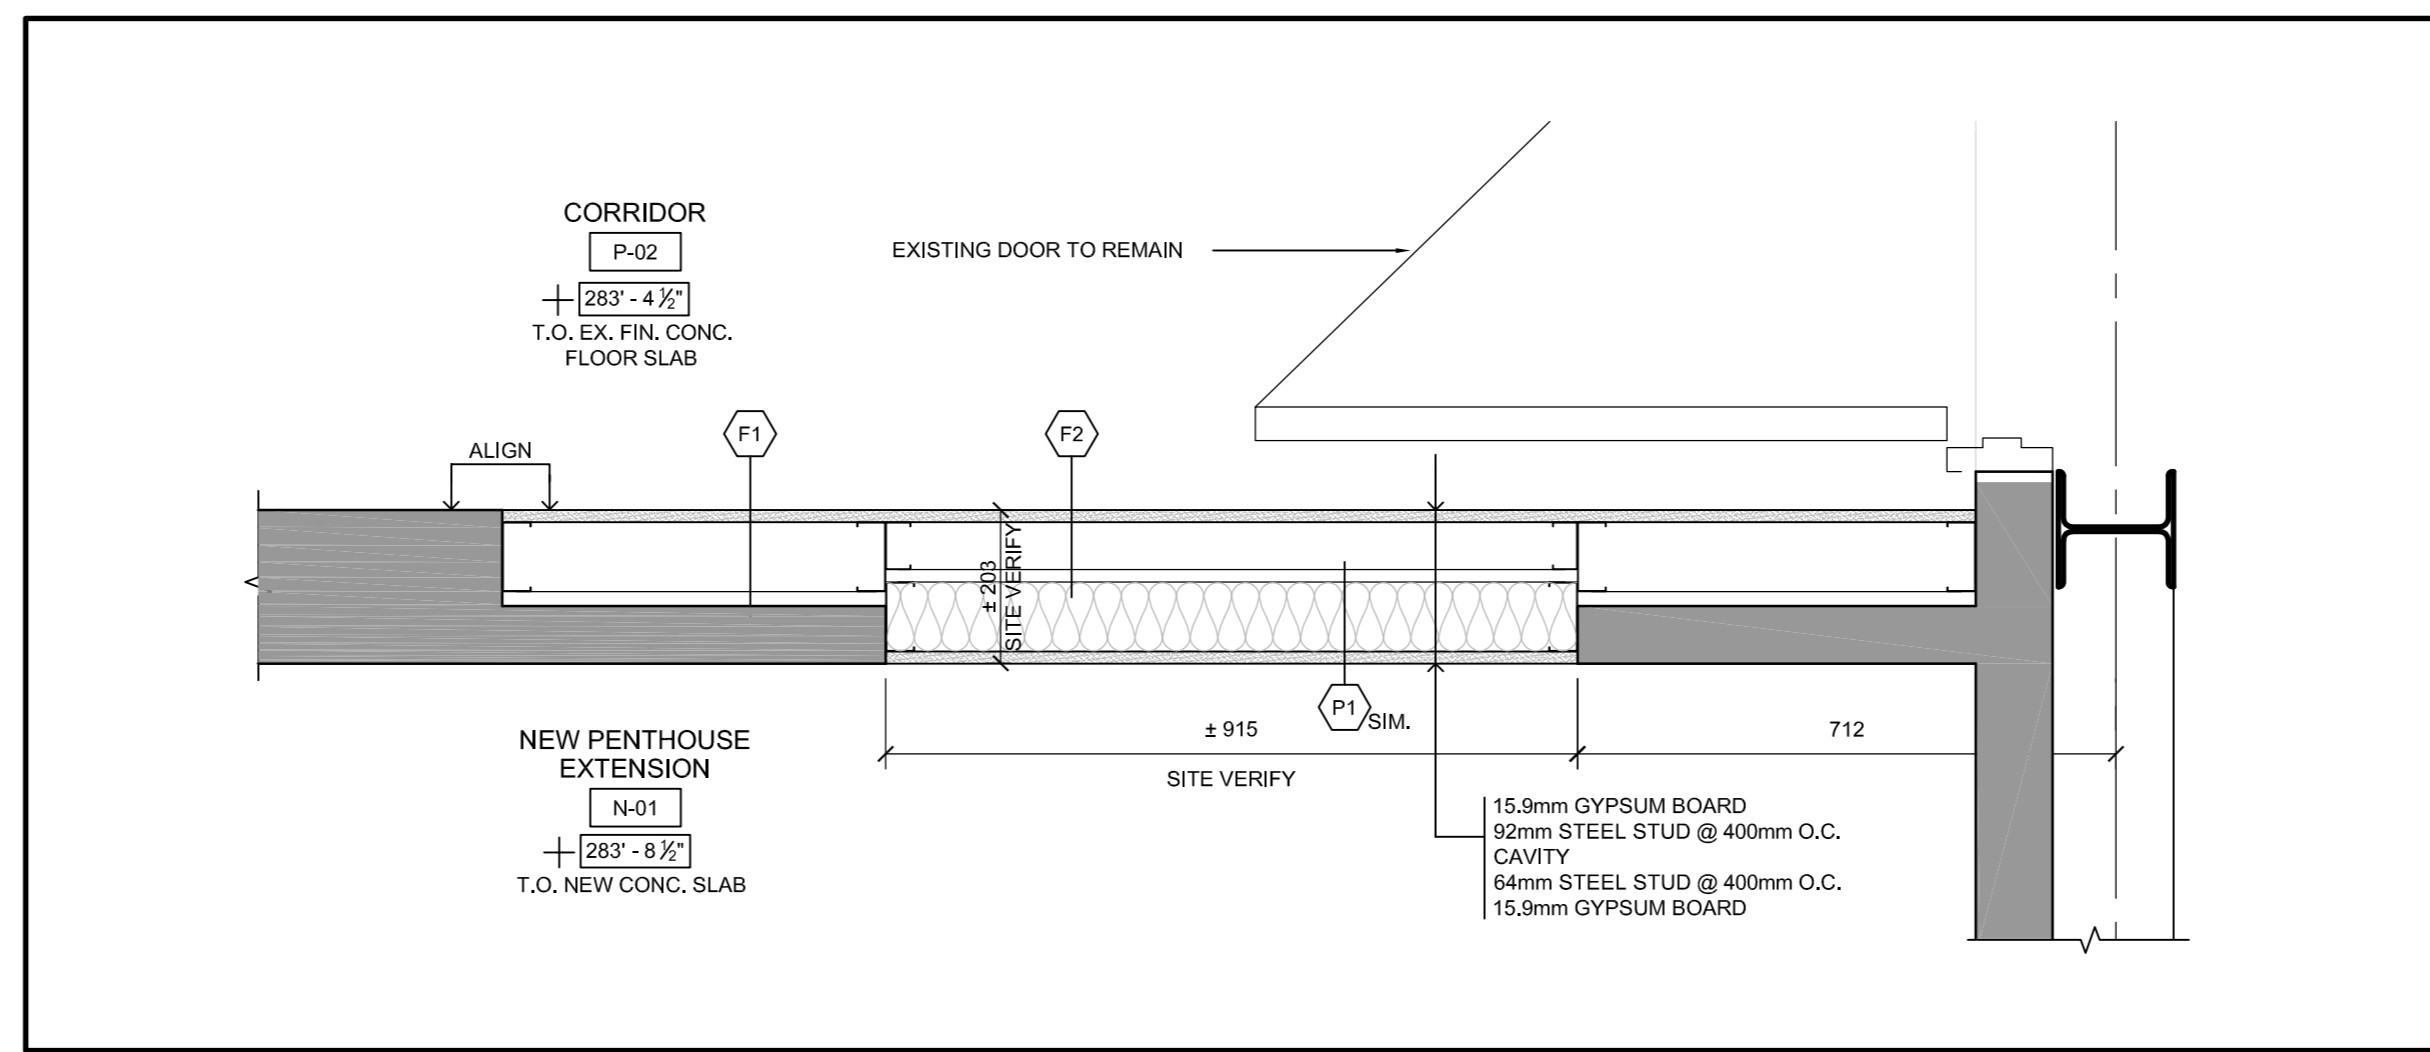 CORRIDOR
P-02
283' - 4 ½"
T.O. EX. FIN. CONC.
FLOOR SLAB
EXISTING DOOR TO REMAIN
ALIGN
F1
F2
± 203
SITE VERIFY
P1
SIM.
± 915
SITE VERIFY
712
NEW PENTHOUSE
EXTENSION
N-01
283' - 8 ½"
T.O. NEW CONC. SLAB
15.9mm GYPSUM BOARD
92mm STEEL STUD @ 400mm O.C.
CAVITY
64mm STEEL STUD @ 400mm O.C.
15.9mm GYPSUM BOARD